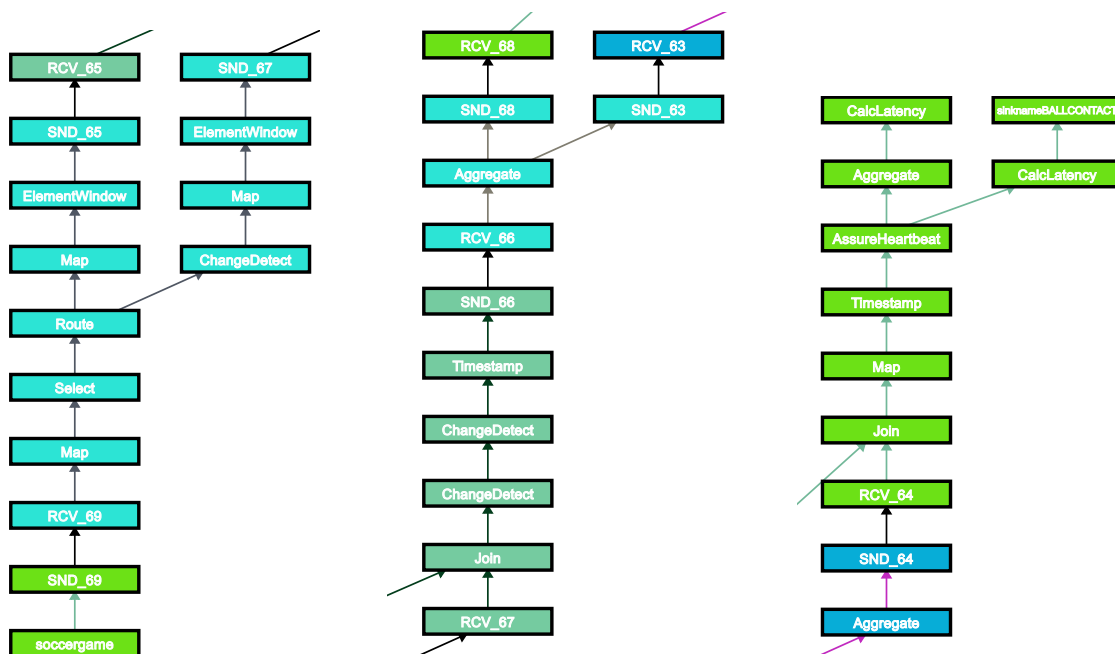 RCV_65
SND_67
SND_65
ElementWindow
ElementWindow
Map
Map
ChangeDetect
Route
Select
Map
RCV_69
SND_69
soccergame
RCV_68
RCV_63
SND_68
SND_63
Aggregate
RCV_66
SND_66
Timestamp
ChangeDetect
ChangeDetect
Join
RCV_67
CalcLatency
sinknameBALLCONTACT
Aggregate
CalcLatency
AssureHeartbeat
Timestamp
Map
Join
RCV_64
SND_64
Aggregate